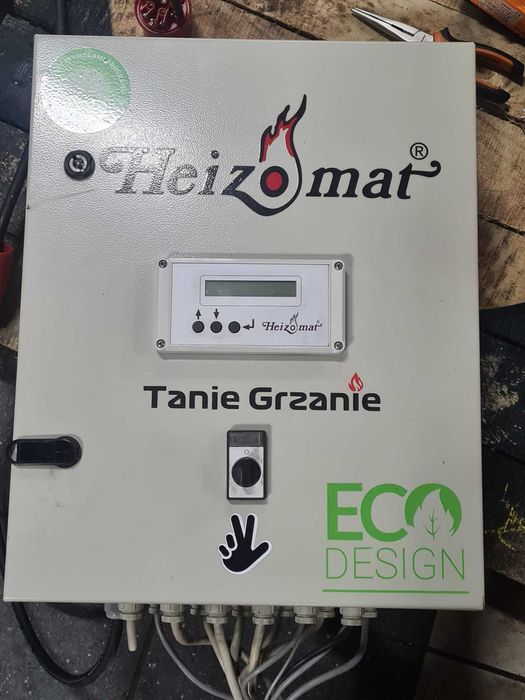 Heizomat®
Heizomat®
Tanie Grzanie
O
ECO
DESIGN